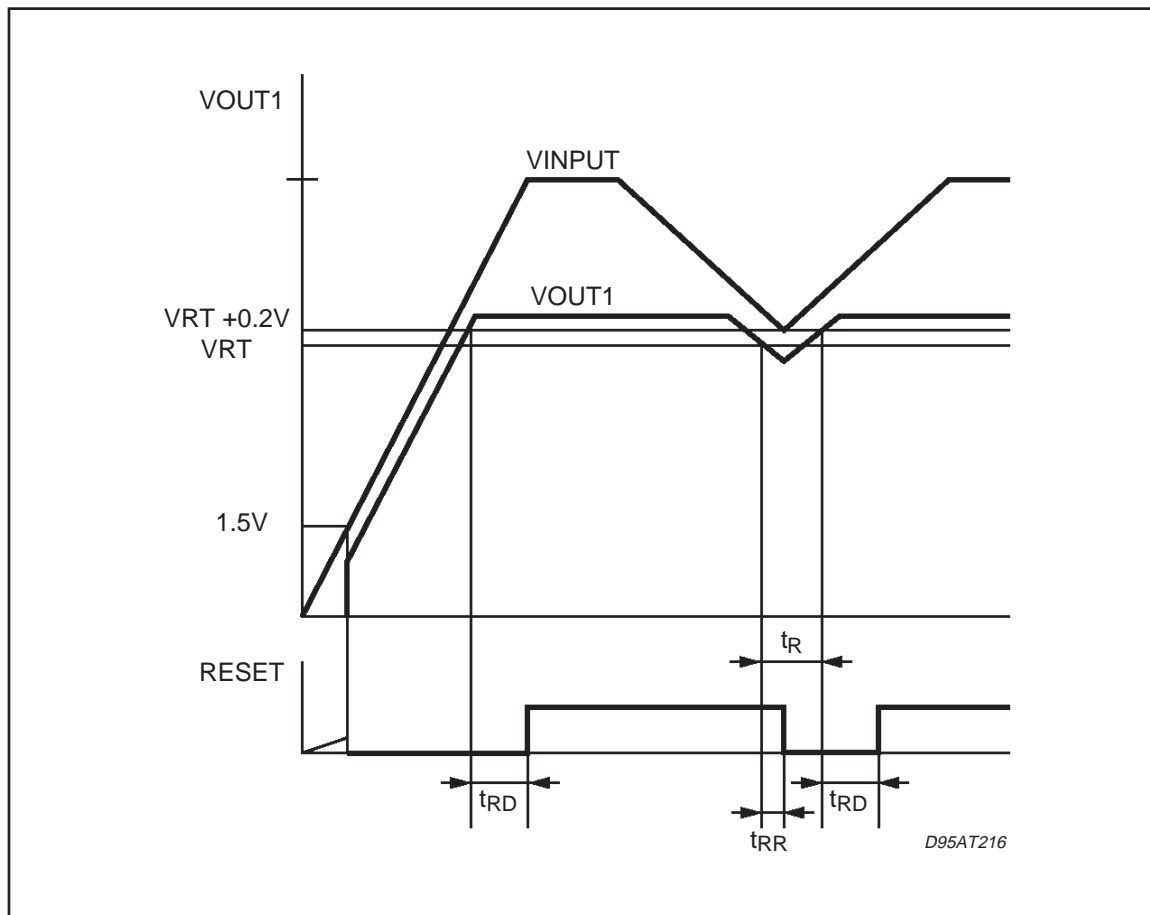 VOUT1
VINPUT
VOUT1
VRT +0.2V
VRT
1.5V
tR
RESET
tRD
tRD
tRR
D95AT216